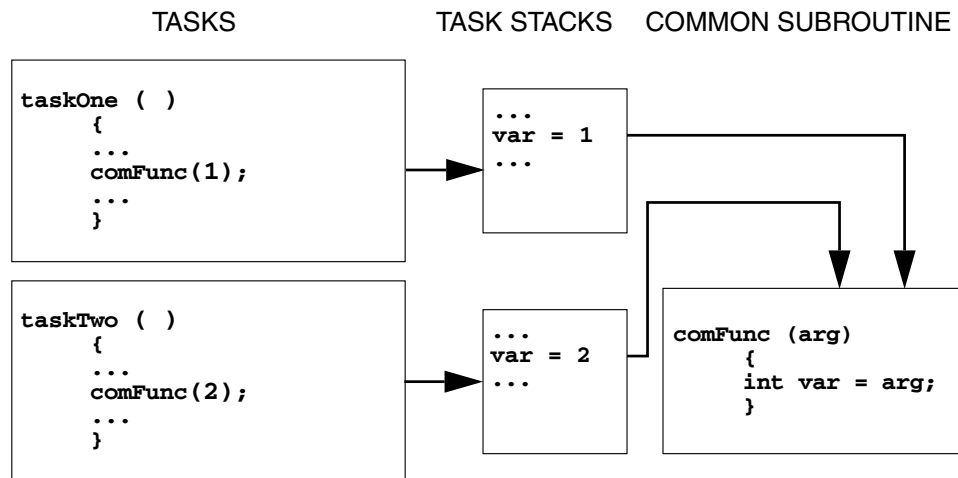 TASKS
TASK STACKS
COMMON SUBROUTINE
taskOne ( )
{
...
comFunc(1);
...
}
...
var = 1
...
taskTwo ( )
{
...
comFunc(2);
...
}
...
var = 2
...
comFunc (arg)
{
int var = arg;
}